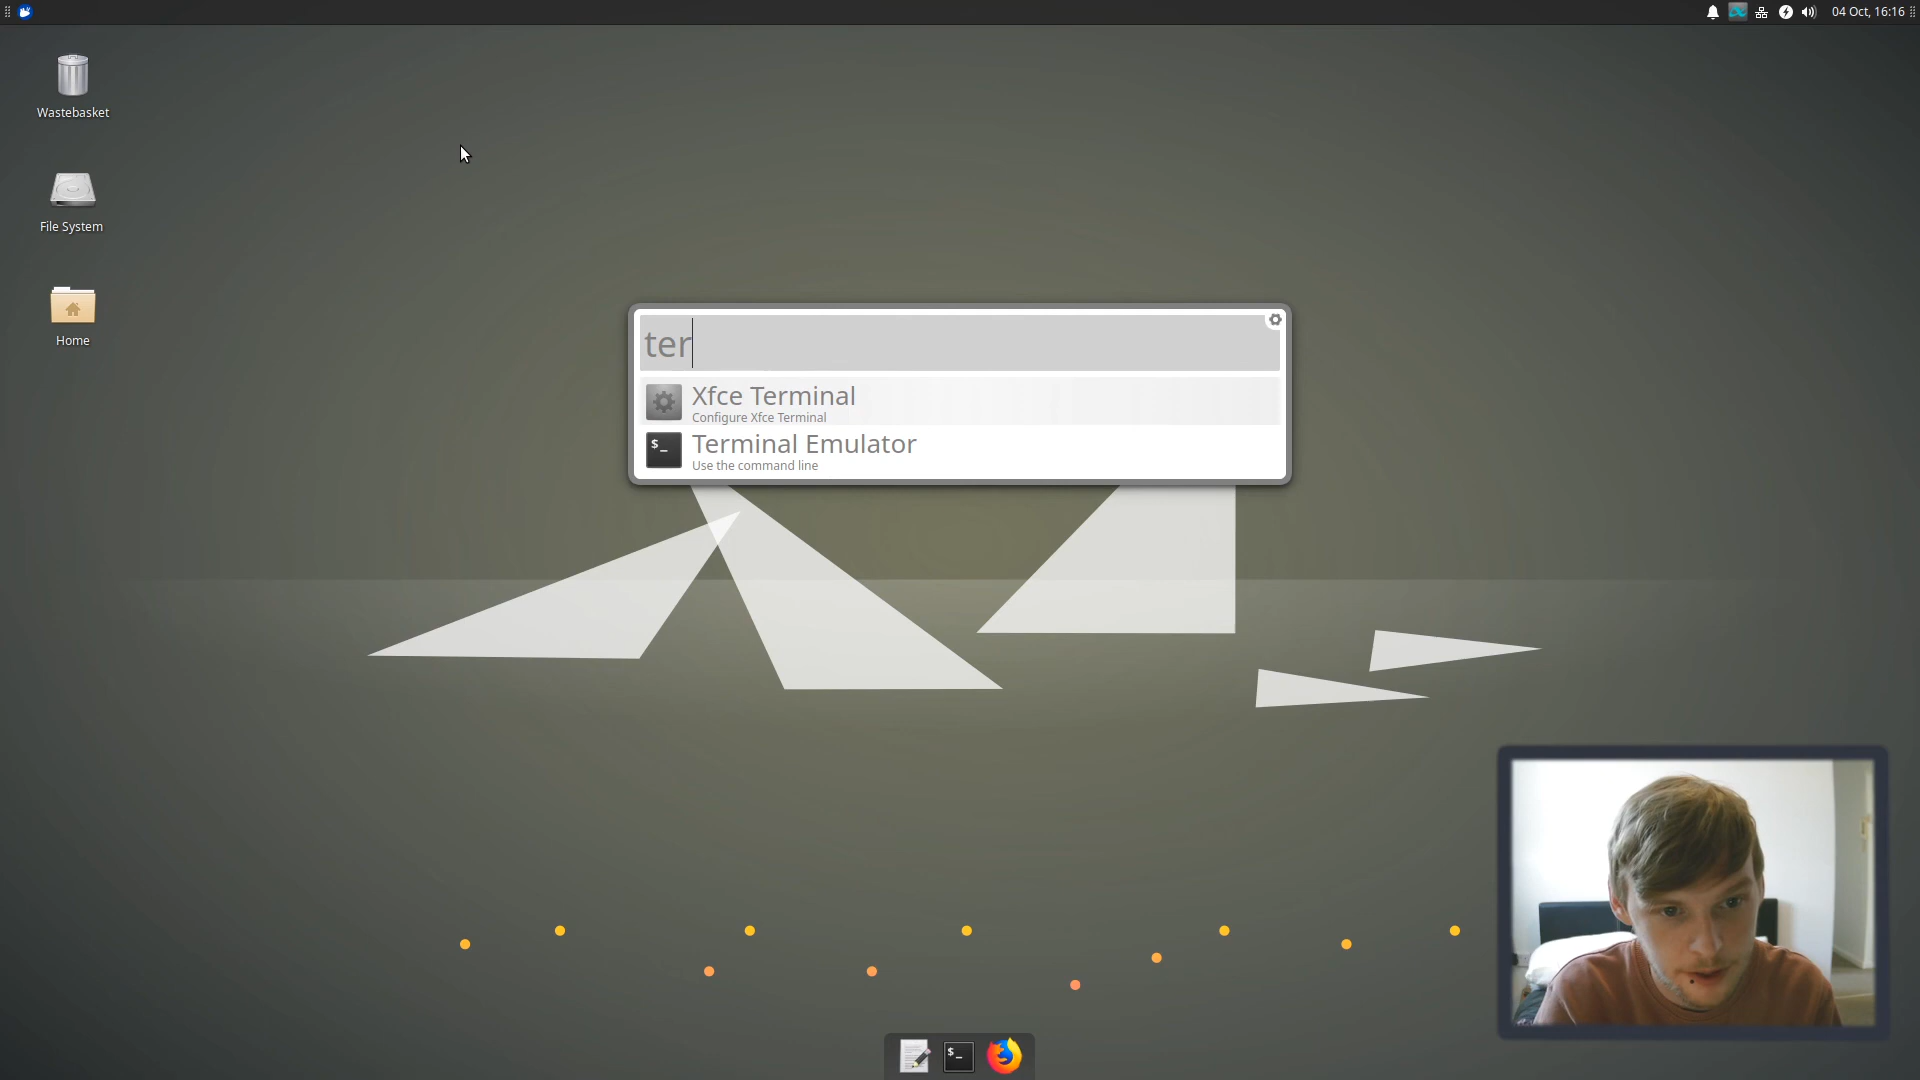 04 Oct, 16:16
Wastebasket
File System
Home
ter
Xfce Terminal
Configure Xfce Terminal
Terminal Emulator
Use the command line
$_
$_